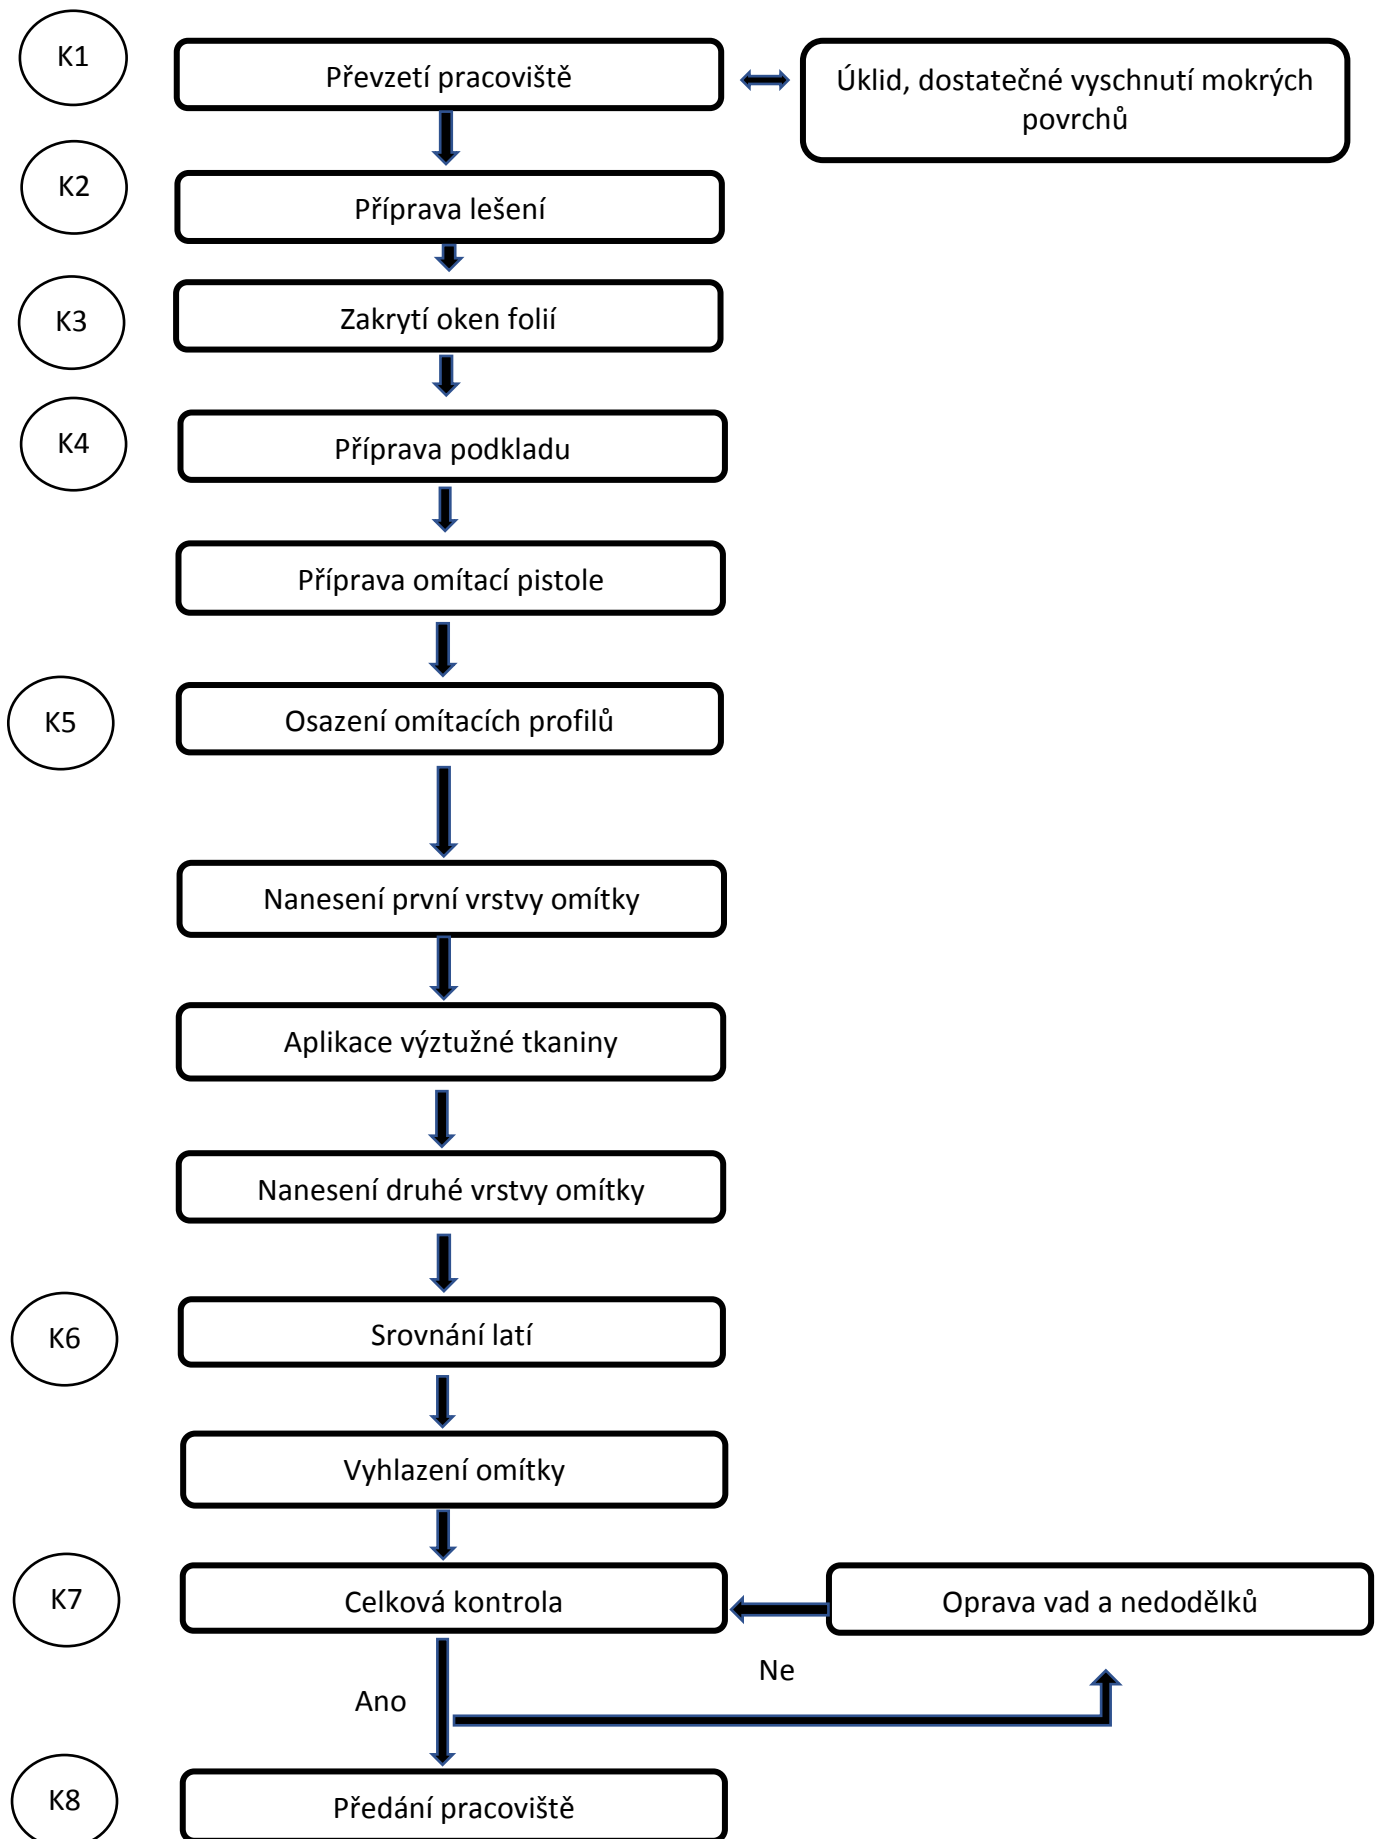 K1
Převzetí pracoviště
Úklid, dostatečné vyschnutí mokrých
povrchů
K2
Příprava lešení
K3
Zakrytí oken folií
K4
Příprava podkladu
Příprava omítací pistole
K5
Osazení omítacích profilů
Nanesení první vrstvy omítky
Aplikace výztužné tkaniny
Nanesení druhé vrstvy omítky
K6
Srovnání latí
Vyhlazení omítky
K7
Celková kontrola
Oprava vad a nedodělků
Ne
Ano
K8
Předání pracoviště